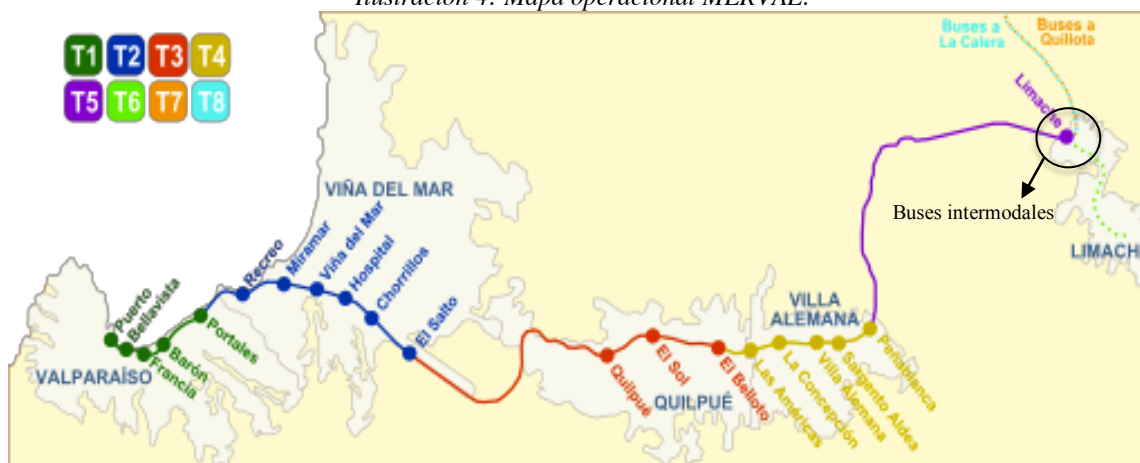 Ilustración 4: Mapa operacional MERVAL.
T1 T2 T3 T4
T5 T6 T7 T8
Buses a
La Calera
Buses a
Quillota
Limache
Buses intermodales
LIMACH
VIÑA DEL MAR
Recreo
Miramar
Viña del Mar
Hospital
Chorrillos
El Salto
Puerto
Bellavista
Francia
Barón
Portales
VALPARAÍSO
Quilpué
El Sol
El Belloto
QUILPUÉ
VILLA
ALEMANA
Las Américas
La Concepción
Villa Alemana
Sargento Aldea
Peñablanca